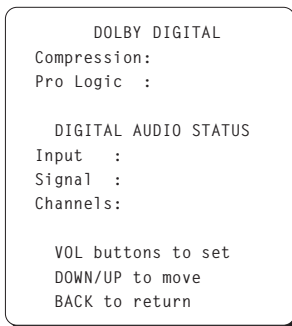 DOLBY DIGITAL
Compression:
Pro Logic :
DIGITAL AUDIO STATUS
Input :
Signal :
Channels:
VOL buttons to set
DOWN/UP to move
BACK to return